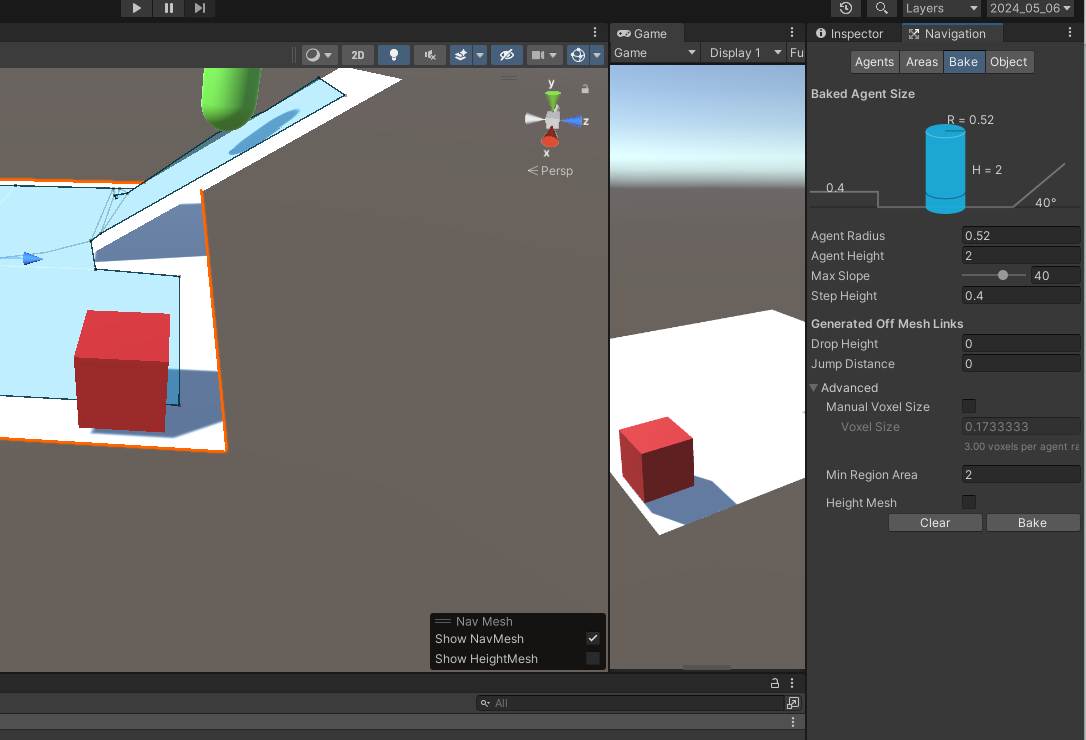 Layers
2024_05_06
Game
Inspector
Navigation
2D
Game
Display 1
Fu
Agents
Areas
Bake
Object
y
z
x
Persp
Baked Agent Size
R = 0.52
H = 2
0.4
40°
Agent Radius 0.52
Agent Height 2
Max Slope 40
Step Height 0.4
Generated Off Mesh Links
Drop Height 0
Jump Distance 0
Advanced
Manual Voxel Size
Voxel Size 0.1733333
3.00 voxels per agent ra
Min Region Area 2
Height Mesh
Clear
Bake
Nav Mesh
Show NavMesh
Show HeightMesh
All